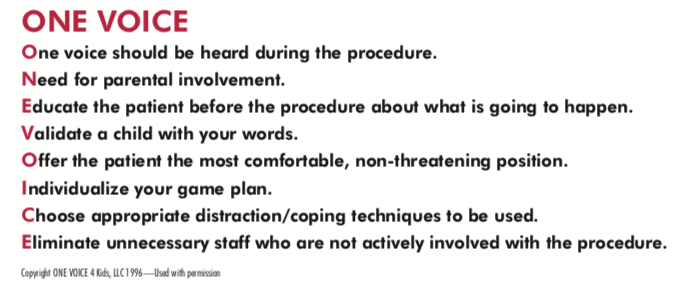 ONE VOICE
One voice should be heard during the procedure.
Need for parental involvement.
Educate the patient before the procedure about what is going to happen.
Validate a child with your words.
Offer the patient the most comfortable, non-threatening position.
Individualize your game plan.
Choose appropriate distraction/coping techniques to be used.
Eliminate unnecessary staff who are not actively involved with the procedure.
Copyright ONE VOICE 4 Kids, LLC 1996—Used with permission